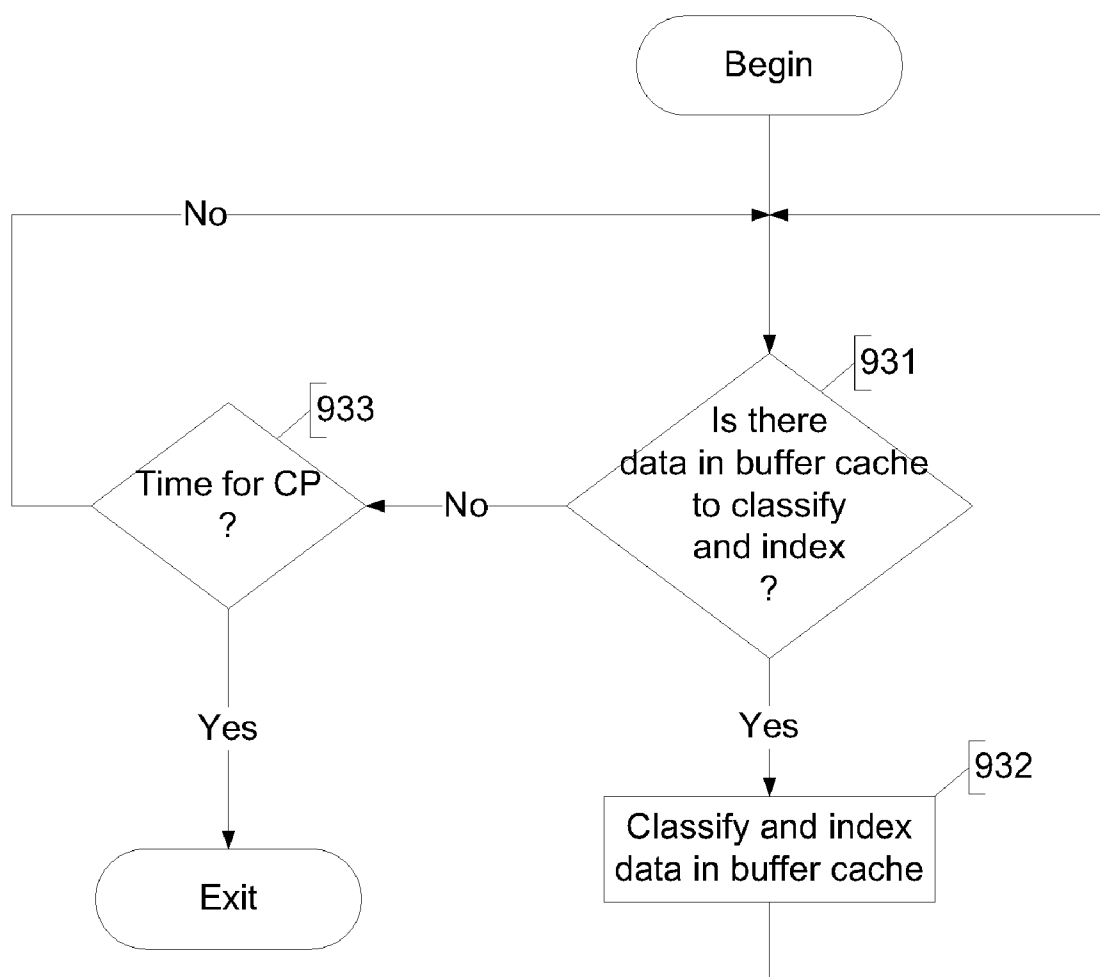 Begin
No
931
Is there
data in buffer cache
to classify
and index
?
933
Time for CP
?
No
Yes
Yes
932
Classify and index
data in buffer cache
Exit